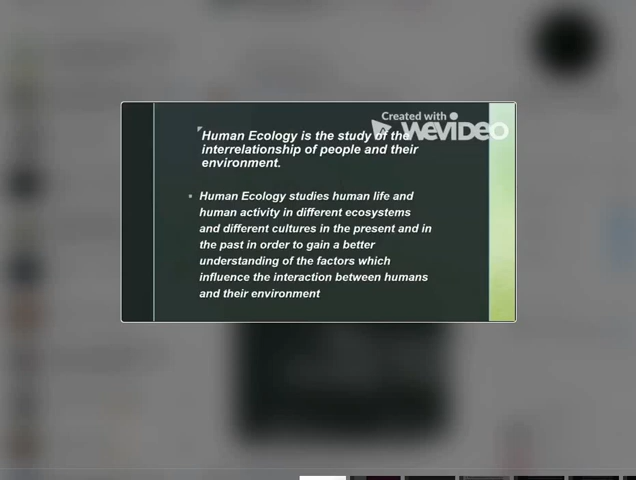 Created with
WEVIDEO
Human Ecology is the study of the
interrelationship of people and their
environment.
Human Ecology studies human life and
human activity in different ecosystems
and different cultures in the present and in
the past in order to gain a better
understanding of the factors which
influence the interaction between humans
and their environment